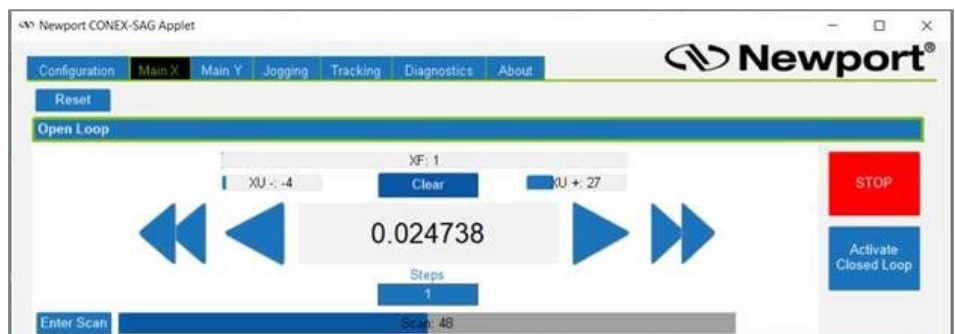 Newport CONEX-SAG Applet
Newport®
Configuration Main X Main Y Jogging Tracking Diagnostics About
Reset
Open Loop
XF: 1
XU -: -4 Clear XU +: 27
STOP
0.024738
Activate
Closed Loop
Steps
1
Enter Scan Scan: 48